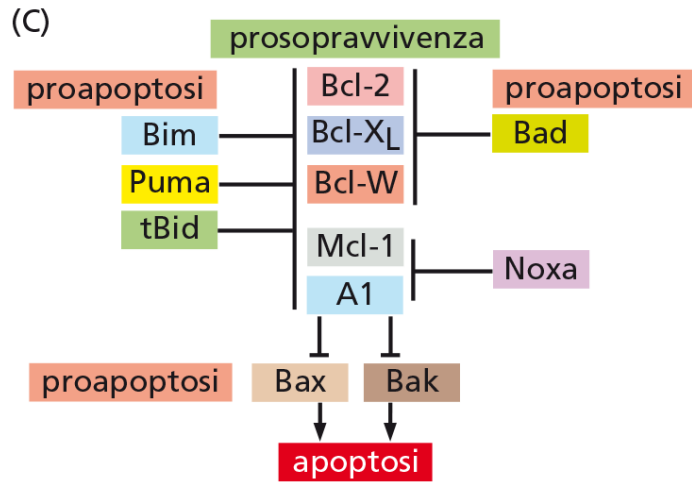 (C)
prosopravvivenza
proapoptosi
Bcl-2
proapoptosi
Bim
Bcl-XL
Bad
Puma
Bcl-W
tBid
Mcl-1
Noxa
A1
proapoptosi
Bax
Bak
apoptosi